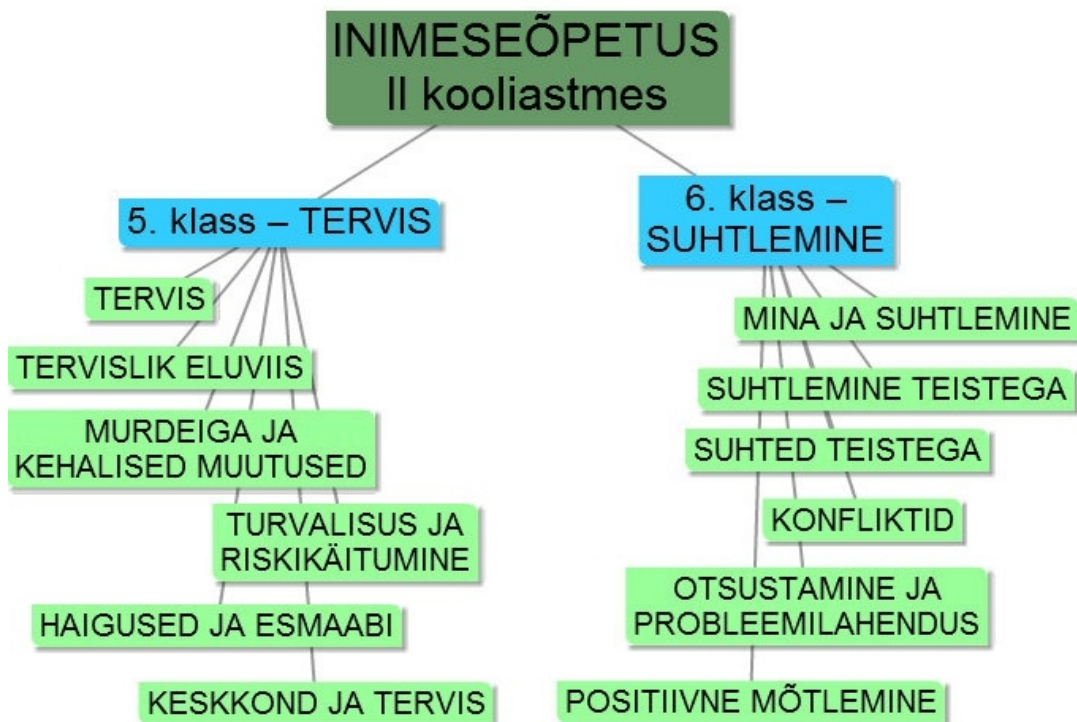 INIMESEÕPETUS
II kooliastmes
5. klass – TERVIS
TERVIS
TERVISLIK ELUVIIS
MURDEIGA JA
KEHALISED MUUTUSED
TURVALISUS JA
RISKIKÄITUMINE
HAIGUSED JA ESMAABI
KESKKOND JA TERVIS
6. klass –
SUHTLEMINE
MINA JA SUHTLEMINE
SUHTLEMINE TEISTEGA
SUHTED TEISTEGA
KONFLIKTID
OTSUSTAMINE JA
PROBLEEMILAHENDUS
POSITIIVNE MÕTLEMINE